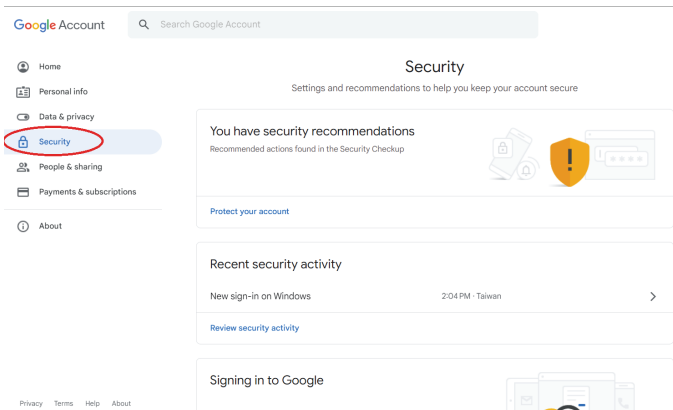 Google Account
Search Google Account
Home
Personal info
Data & privacy
Security
People & sharing
Payments & subscriptions
About
Security
Settings and recommendations to help you keep your account secure
You have security recommendations
Recommended actions found in the Security Checkup
Protect your account
Recent security activity
New sign-in on Windows 2:04 PM · Taiwan
Review security activity
Signing in to Google
Privacy Terms Help About